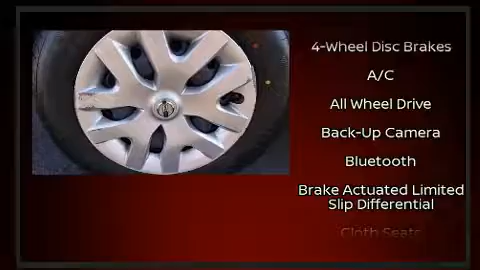 4-Wheel Disc Brakes
A/C
All Wheel Drive
Back-Up Camera
Bluetooth
Brake Actuated Limited
Slip Differential
Cloth Seats